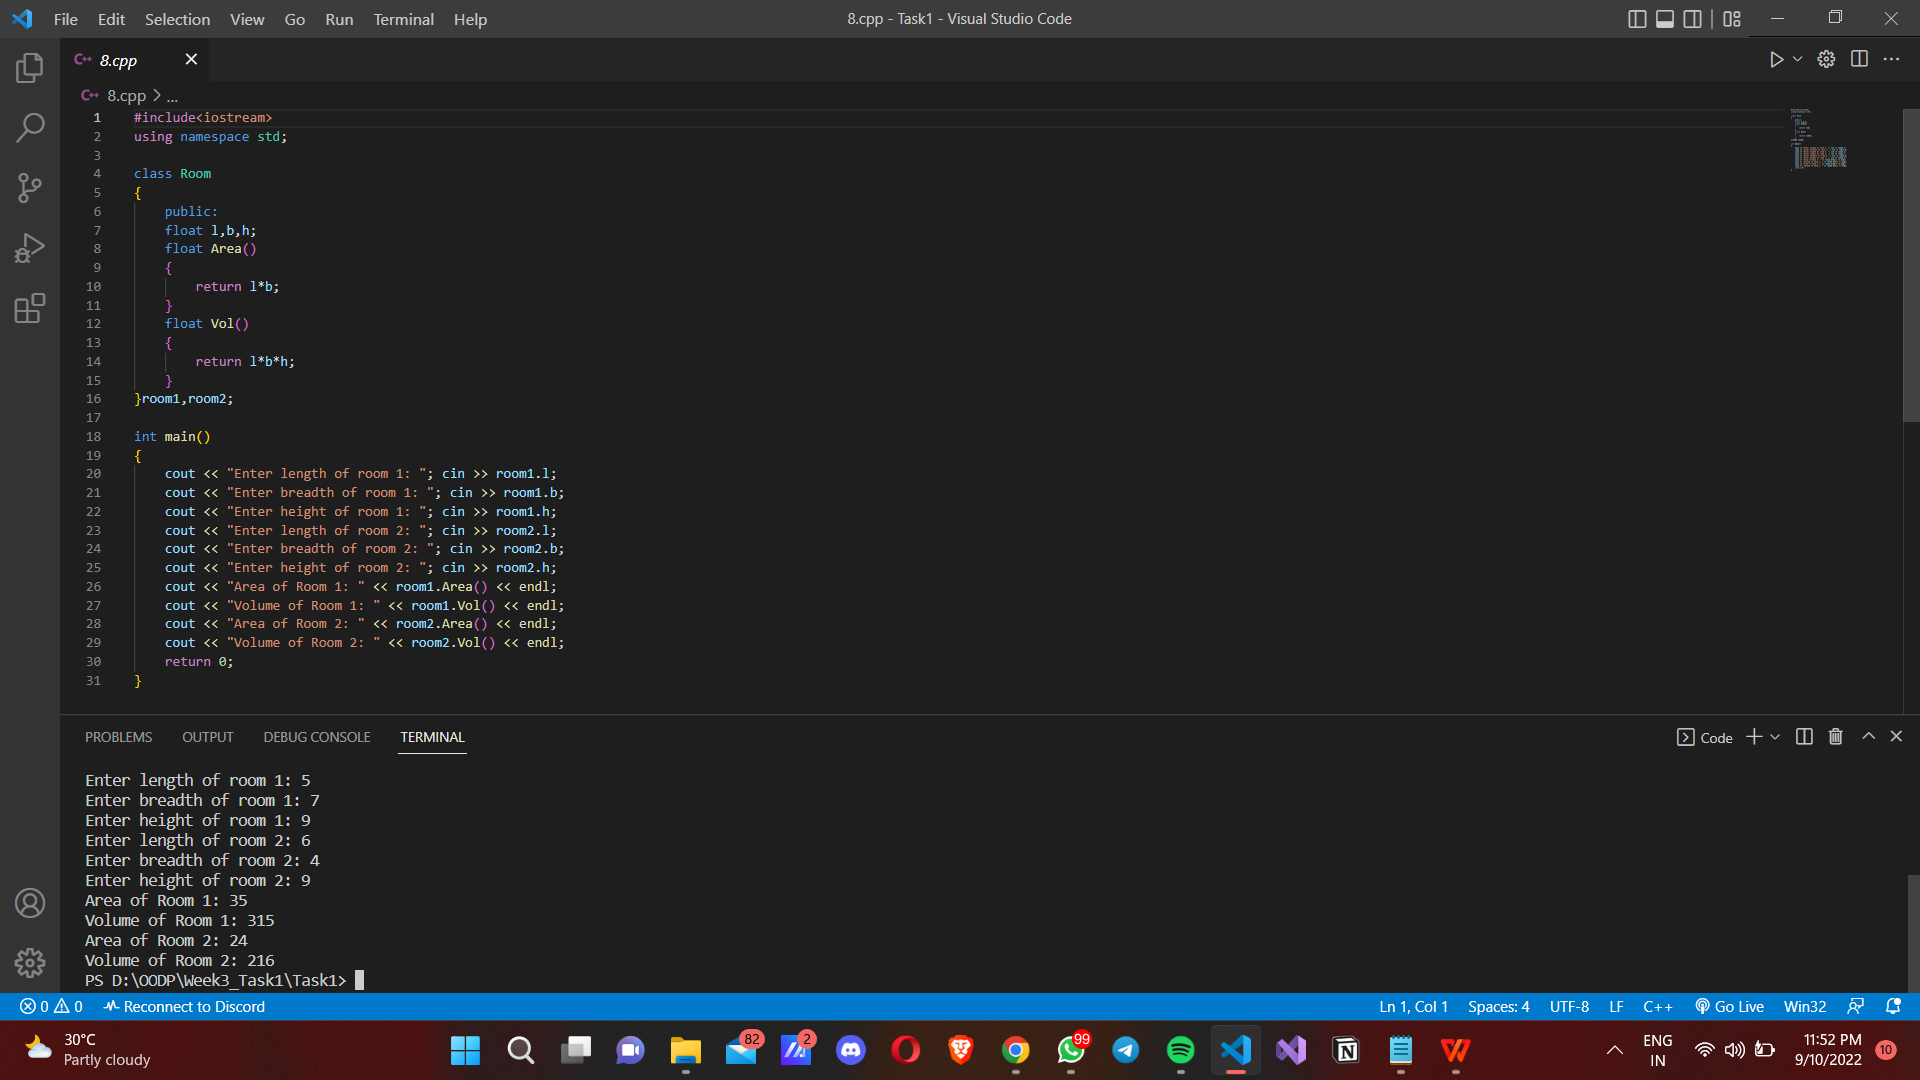 File Edit Selection View Go Run Terminal Help
8.cpp - Task1 - Visual Studio Code
C++ 8.cpp
C++ 8.cpp > ...
1 #include<iostream>
2 using namespace std;
3
4 class Room
5 {
6 public:
7 float l,b,h;
8 float Area()
9 {
10 return l*b;
11 }
12 float Vol()
13 {
14 return l*b*h;
15 }
16 }room1,room2;
17
18 int main()
19 {
20 cout << "Enter length of room 1: "; cin >> room1.l;
21 cout << "Enter breadth of room 1: "; cin >> room1.b;
22 cout << "Enter height of room 1: "; cin >> room1.h;
23 cout << "Enter length of room 2: "; cin >> room2.l;
24 cout << "Enter breadth of room 2: "; cin >> room2.b;
25 cout << "Enter height of room 2: "; cin >> room2.h;
26 cout << "Area of Room 1: " << room1.Area() << endl;
27 cout << "Volume of Room 1: " << room1.Vol() << endl;
28 cout << "Area of Room 2: " << room2.Area() << endl;
29 cout << "Volume of Room 2: " << room2.Vol() << endl;
30 return 0;
31 }
PROBLEMS OUTPUT DEBUG CONSOLE TERMINAL
Code
Enter length of room 1: 5
Enter breadth of room 1: 7
Enter height of room 1: 9
Enter length of room 2: 6
Enter breadth of room 2: 4
Enter height of room 2: 9
Area of Room 1: 35
Volume of Room 1: 315
Area of Room 2: 24
Volume of Room 2: 216
PS D:\OODP\Week3_Task1\Task1>
0 0 Reconnect to Discord
Ln 1, Col 1 Spaces: 4 UTF-8 LF C++ Go Live Win32
30°C
Partly cloudy
82
2
99
ENG
IN
11:52 PM
9/10/2022
10